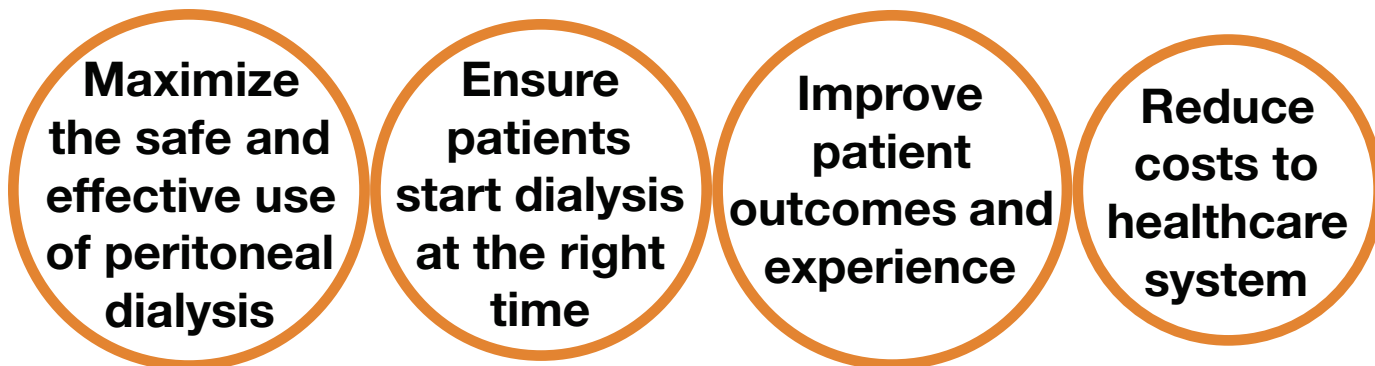 Maximize
the safe and
effective use
of peritoneal
dialysis
Ensure
patients
start dialysis
at the right
time
Improve
patient
outcomes and
experience
Reduce
costs to
healthcare
system